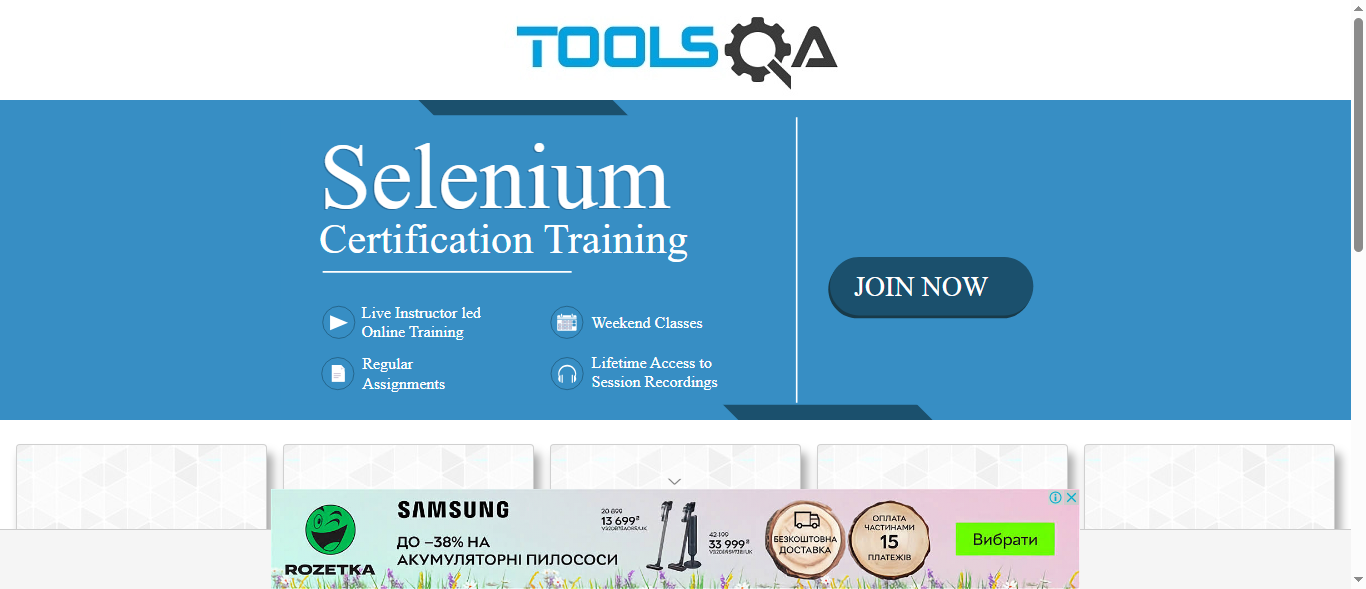 TOOLSQA
Selenium
Certification Training
Live Instructor led
Online Training
Weekend Classes
Regular
Assignments
Lifetime Access to
Session Recordings
JOIN NOW
ROZETKA
SAMSUNG
ДО –38% НА
АКУМУЛЯТОРНІ ПИЛОСОСИ
20 899
13 699₴
42 199
33 999₴
БЕЗКОШТОВНА
ДОСТАВКА
ОПЛАТА
ЧАСТИНАМИ
15
ПЛАТЕЖІВ
Вибрати